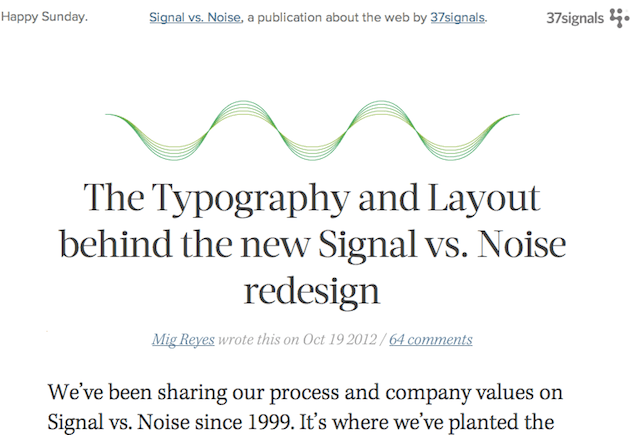 Happy Sunday.
Signal vs. Noise, a publication about the web by 37signals.
37signals
The Typography and Layout
behind the new Signal vs. Noise
redesign
Mig Reyes wrote this on Oct 19 2012 / 64 comments
We’ve been sharing our process and company values on
Signal vs. Noise since 1999. It’s where we’ve planted the